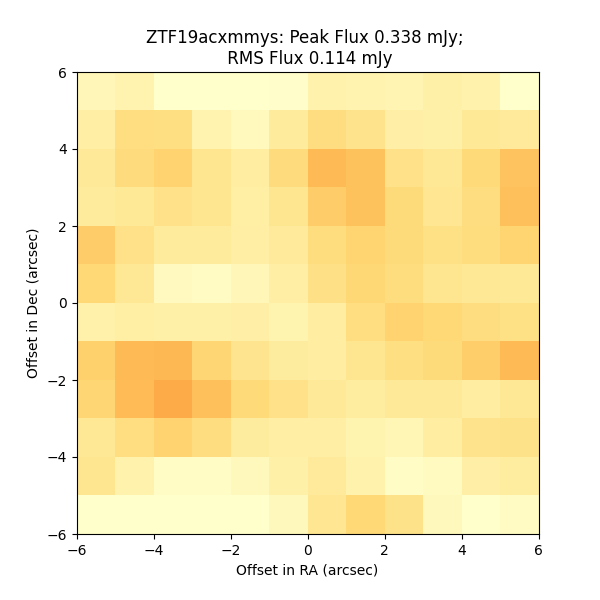 ZTF19acxmmys: Peak Flux 0.338 mJy;
RMS Flux 0.114 mJy
6
4
2
0
−2
−4
−6
Offset in Dec (arcsec)
−6 −4 −2 0 2 4 6
Offset in RA (arcsec)